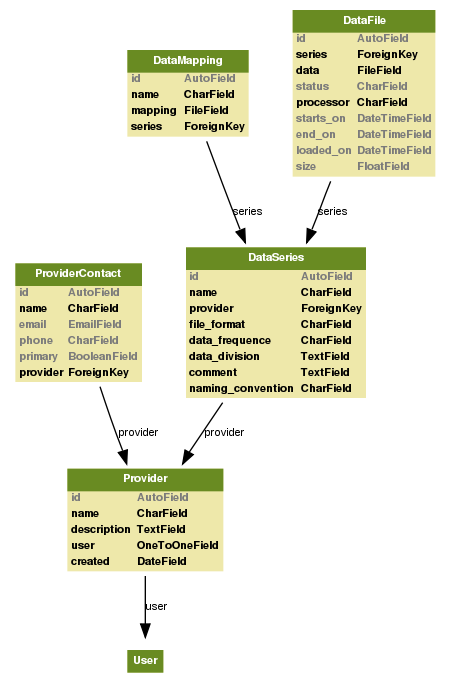 DataFile
id AutoField
series ForeignKey
data FileField
status CharField
processor CharField
starts_on DateTimeField
end_on DateTimeField
loaded_on DateTimeField
size FloatField
DataMapping
id AutoField
name CharField
mapping FileField
series ForeignKey
series
series
DataSeries
id AutoField
name CharField
provider ForeignKey
file_format CharField
data_frequence CharField
data_division TextField
comment TextField
naming_convention CharField
ProviderContact
id AutoField
name CharField
email EmailField
phone CharField
primary BooleanField
provider ForeignKey
provider
provider
Provider
id AutoField
name CharField
description TextField
user OneToOneField
created DateField
user
User